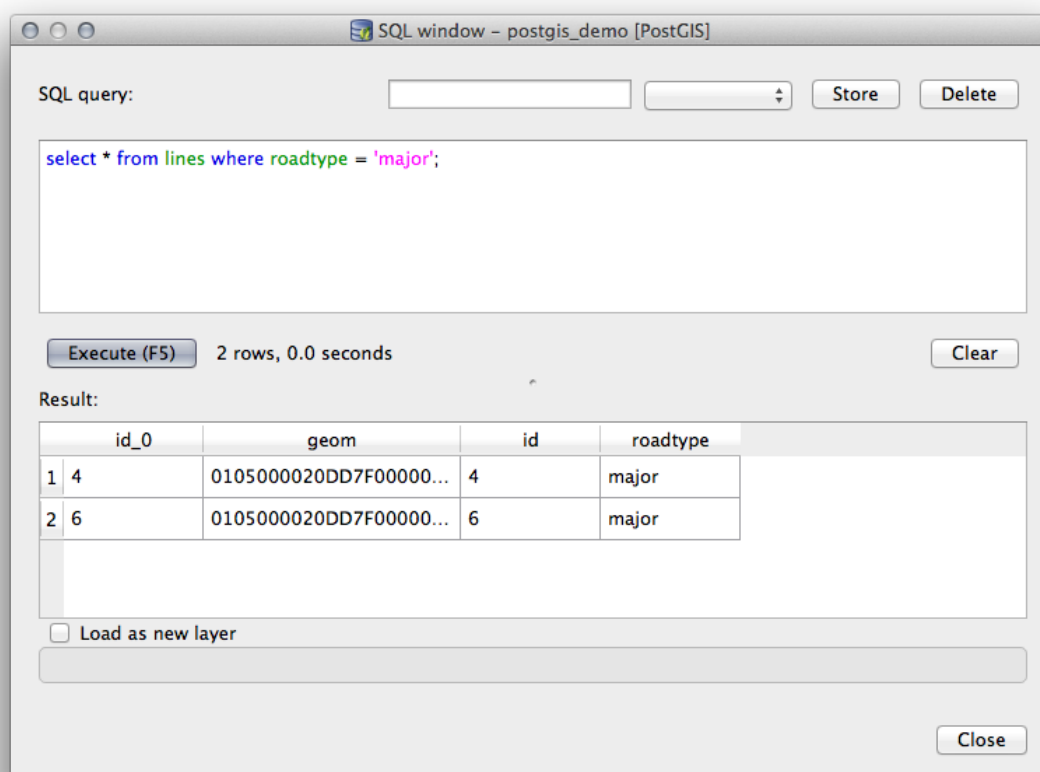 SQL window – postgis_demo [PostGIS]
SQL query:
Store
Delete
select * from lines where roadtype = 'major';
Execute (F5)
2 rows, 0.0 seconds
Clear
Result:
id_0 geom id roadtype
1 4 0105000020DD7F00000... 4 major
2 6 0105000020DD7F00000... 6 major
Load as new layer
Close